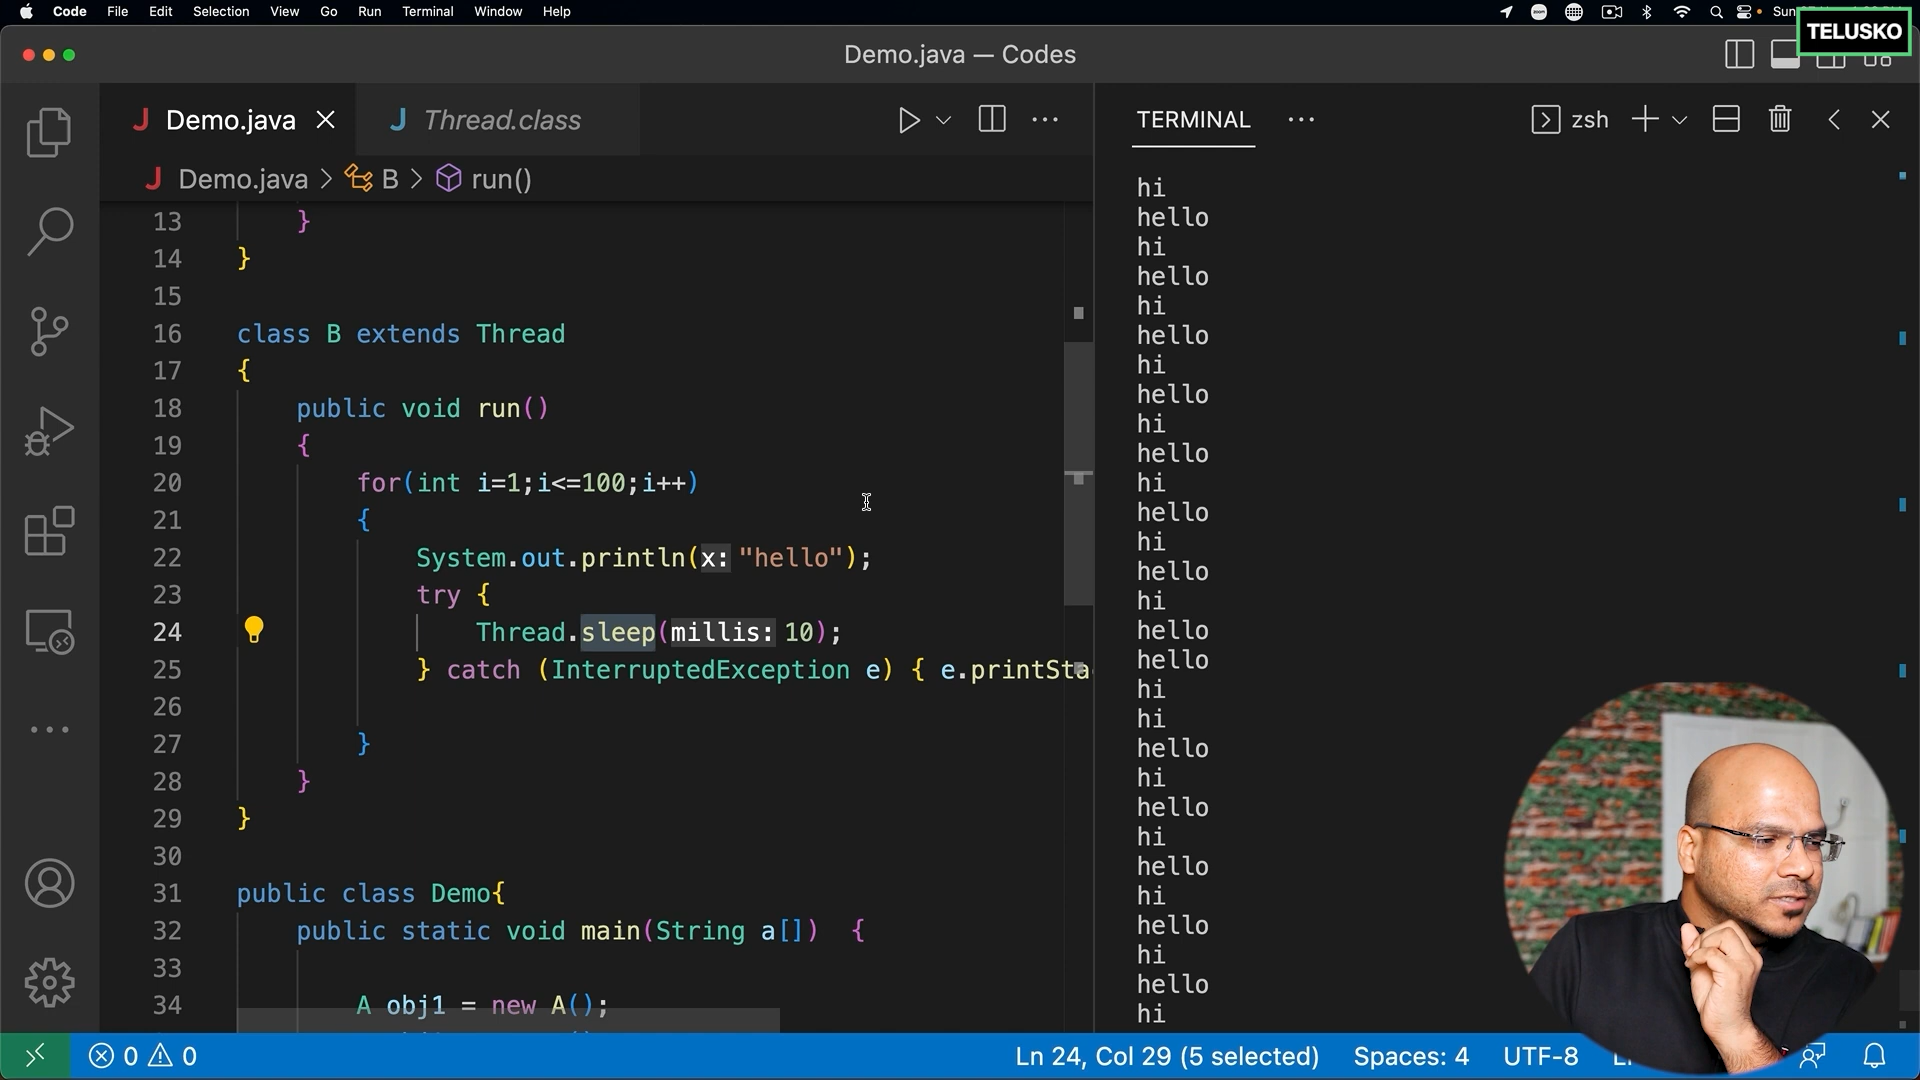 Code File Edit Selection View Go Run Terminal Window Help
zoom
Sun
TELUSKO
Demo.java — Codes
J Demo.java
J Thread.class
J Demo.java > B > run()
13 }
14 }
15
16 class B extends Thread
17 {
18 public void run()
19 {
20 for(int i=1;i<=100;i++)
21 {
22 System.out.println(x: "hello");
23 try {
24 Thread.sleep(millis: 10);
25 } catch (InterruptedException e) { e.printSta
26
27 }
28 }
29 }
30
31 public class Demo{
32 public static void main(String a[]) {
33
34 A obj1 = new A();
TERMINAL
zsh
hi
hello
hi
hello
hi
hello
hi
hello
hi
hello
hi
hello
hi
hello
hi
hello
hello
hi
hi
hello
hi
hello
hi
hello
hi
hello
hi
hello
hi
0 0
Ln 24, Col 29 (5 selected) Spaces: 4 UTF-8